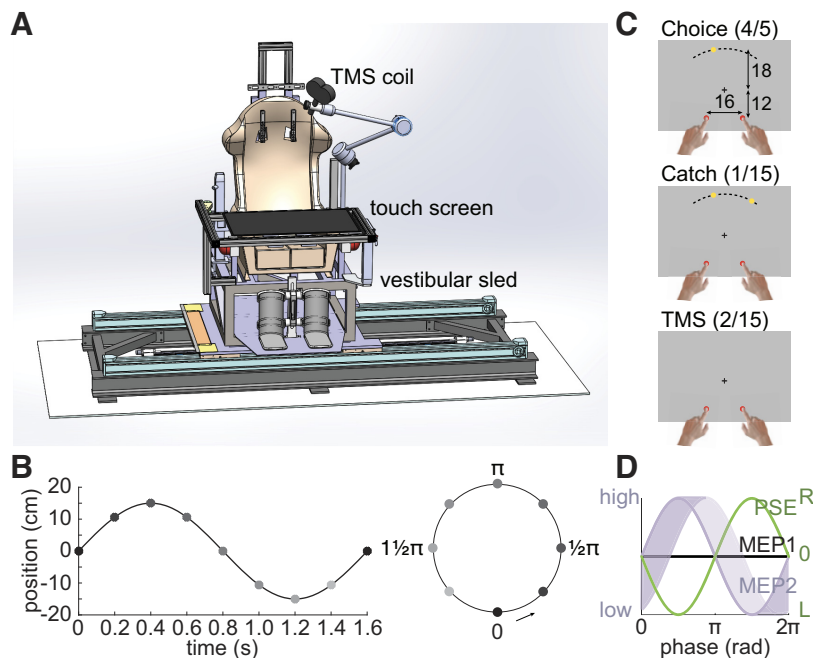 A
TMS coil
touch screen
vestibular sled
B
position (cm)
20
10
0
-10
-20
0 0.2 0.4 0.6 0.8 1.0 1.2 1.4 1.6
time (s)
π
1½π
½π
0
C
Choice (4/5)
18
16
12
Catch (1/15)
TMS (2/15)
D
high
low
R
PSE
MEP1
0
MEP2
L
0 π 2π
phase (rad)